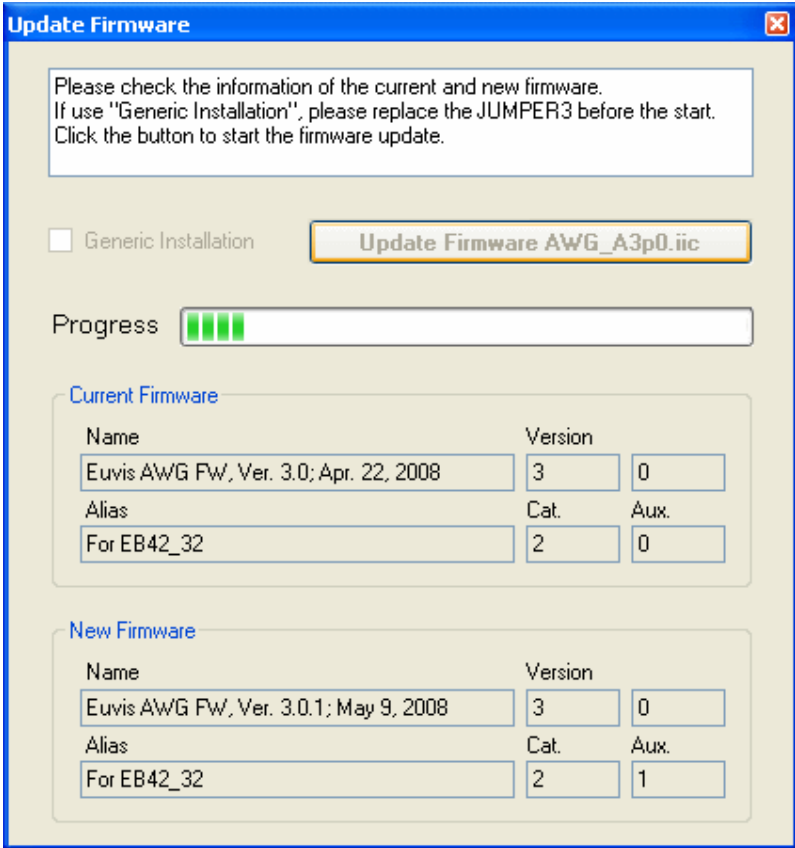 Update Firmware
Please check the information of the current and new firmware.
If use "Generic Installation", please replace the JUMPER3 before the start.
Click the button to start the firmware update.
Generic Installation Update Firmware AWG_A3p0.iic
Progress
Current Firmware
Name Version
Euvis AWG FW, Ver. 3.0; Apr. 22, 2008 3 0
Alias Cat. Aux.
For EB42_32 2 0
New Firmware
Name Version
Euvis AWG FW, Ver. 3.0.1; May 9, 2008 3 0
Alias Cat. Aux.
For EB42_32 2 1